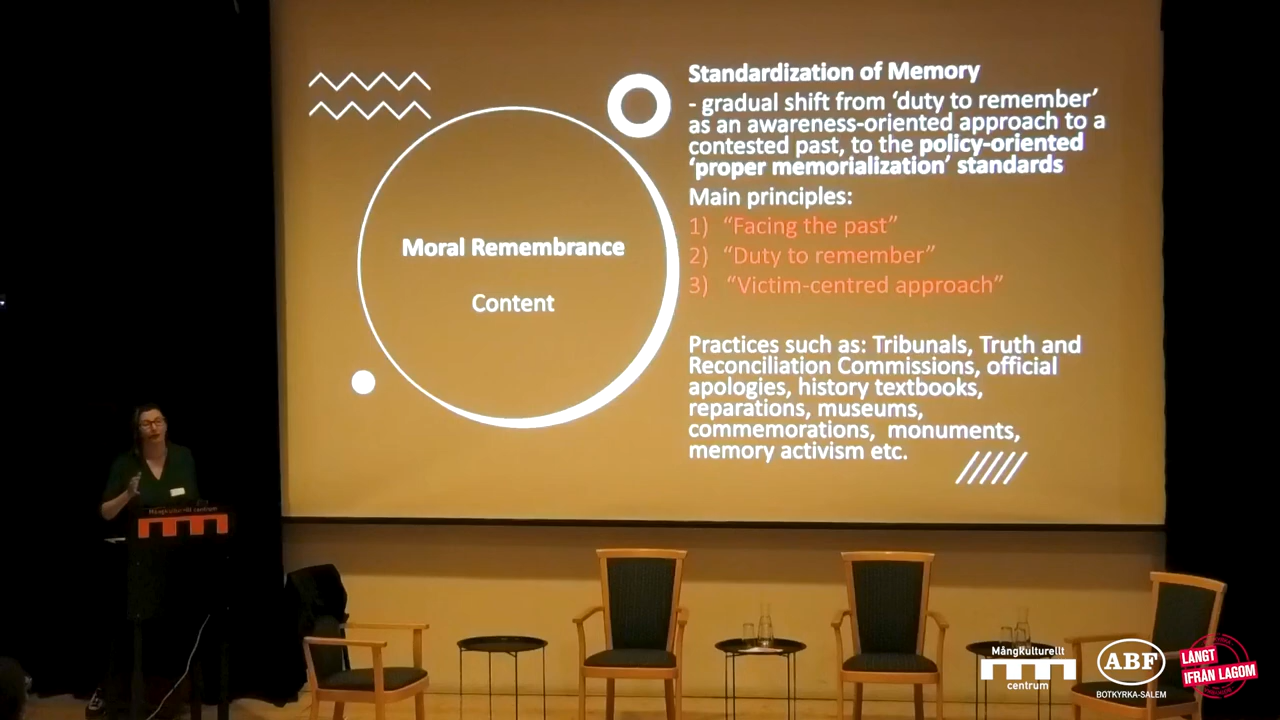 Standardization of Memory
- gradual shift from ‘duty to remember’
as an awareness-oriented approach to a
contested past, to the policy-oriented
‘proper memorialization’ standards
Main principles:
1) “Facing the past”
2) “Duty to remember”
3) “Victim-centred approach”
Moral Remembrance
Content
Practices such as: Tribunals, Truth and
Reconciliation Commissions, official
apologies, history textbooks,
reparations, museums,
commemorations, monuments,
memory activism etc.
Mångkulturellt centrum
Mångkulturellt
centrum
ABF
BOTKYRKA-SALEM
LÅNGT
IFRÅN LAGOM